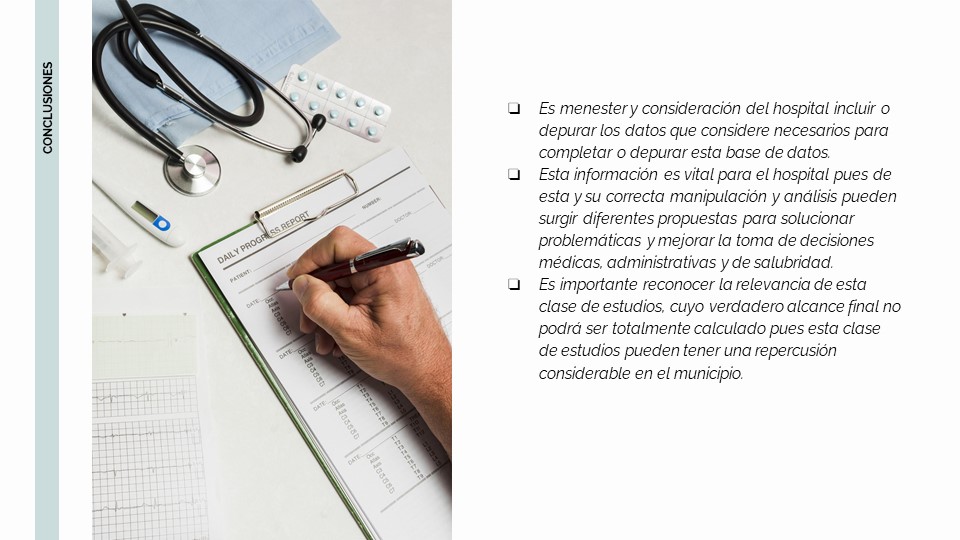 CONCLUSIONES
Es menester y consideración del hospital incluir o
depurar los datos que considere necesarios para
completar o depurar esta base de datos.
Esta información es vital para el hospital pues de
esta y su correcta manipulación y análisis pueden
surgir diferentes propuestas para solucionar
problemáticas y mejorar la toma de decisiones
médicas, administrativas y de salubridad.
Es importante reconocer la relevancia de esta
clase de estudios, cuyo verdadero alcance final no
podrá ser totalmente calculado pues esta clase
de estudios pueden tener una repercusión
considerable en el municipio.
DAILY PROGRESS REPORT
NUMBER:
PATIENT:
DOCTOR:
DATE:
DOCTOR:
DATE:
DATE:
DATE: